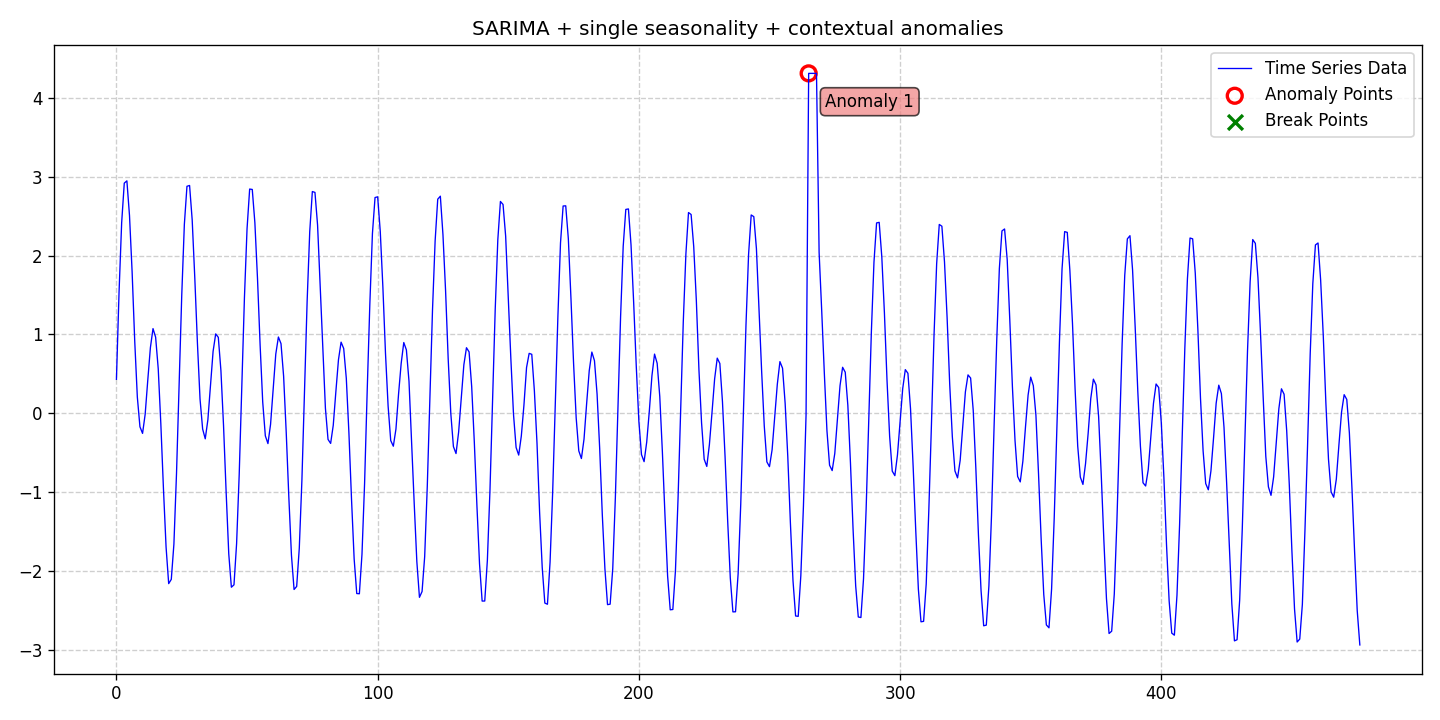 SARIMA + single seasonality + contextual anomalies
Time Series Data
Anomaly Points
Break Points
Anomaly 1
4
3
2
1
0
−1
−2
−3
0
100
200
300
400